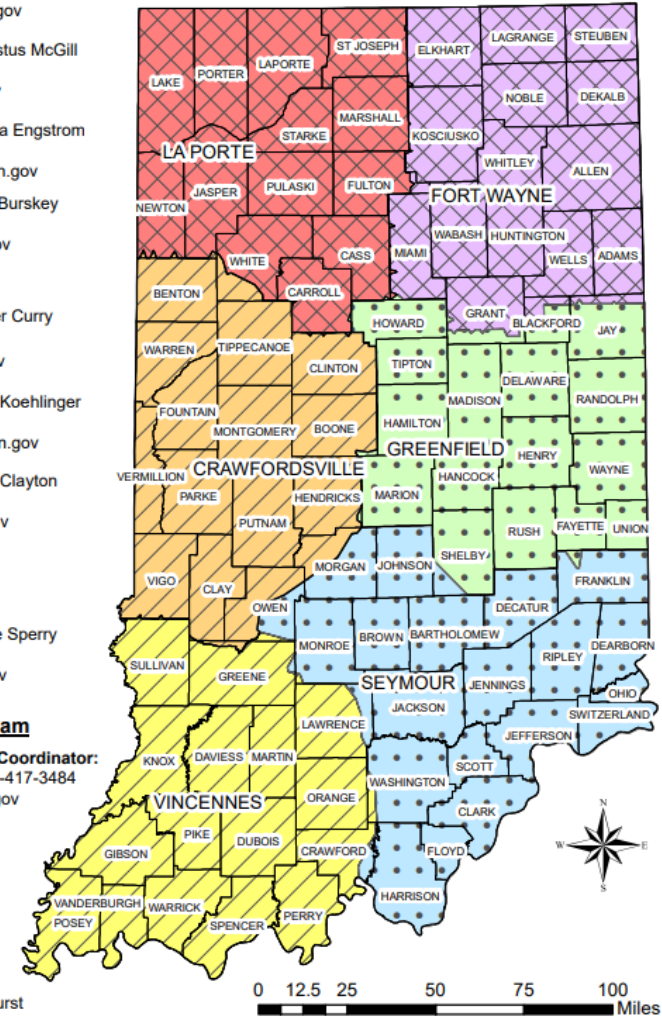 gov
stus McGill
a Engstrom
n.gov
Burskey
ov
er Curry
v
Koehlinger
n.gov
Clayton
v
e Sperry
v
am
Coordinator:
-417-3484
gov
urst
ST JOSEPH
ELKHART
LAGRANGE
STEUBEN
LAKE
PORTER
LAPORTE
NOBLE
DEKALB
MARSHALL
STARKE
KOSCIUSKO
LA PORTE
WHITLEY
ALLEN
JASPER
PULASKI
FULTON
FORT WAYNE
NEWTON
WABASH
HUNTINGTON
WHITE
CASS
MIAMI
WELLS
ADAMS
BENTON
CARROLL
HOWARD
GRANT
BLACKFORD
JAY
WARREN
TIPPECANOE
CLINTON
TIPTON
DELAWARE
MADISON
RANDOLPH
FOUNTAIN
MONTGOMERY
BOONE
HAMILTON
GREENFIELD
HENRY
VERMILLION
CRAWFORDSVILLE
HANCOCK
WAYNE
PARKE
HENDRICKS
MARION
PUTNAM
RUSH
FAYETTE
UNION
SHELBY
MORGAN
JOHNSON
VIGO
CLAY
FRANKLIN
OWEN
DECATUR
MONROE
BROWN
BARTHOLOMEW
DEARBORN
RIPLEY
SULLIVAN
GREENE
SEYMOUR
JENNINGS
OHIO
JACKSON
SWITZERLAND
LAWRENCE
JEFFERSON
KNOX
DAVIESS
MARTIN
SCOTT
WASHINGTON
ORANGE
VINCENNES
CLARK
PIKE
DUBOIS
GIBSON
CRAWFORD
FLOYD
HARRISON
VANDERBURGH
WARRICK
POSEY
SPENCER
PERRY
N
W
E
S
0 12.5 25 50 75 100
Miles